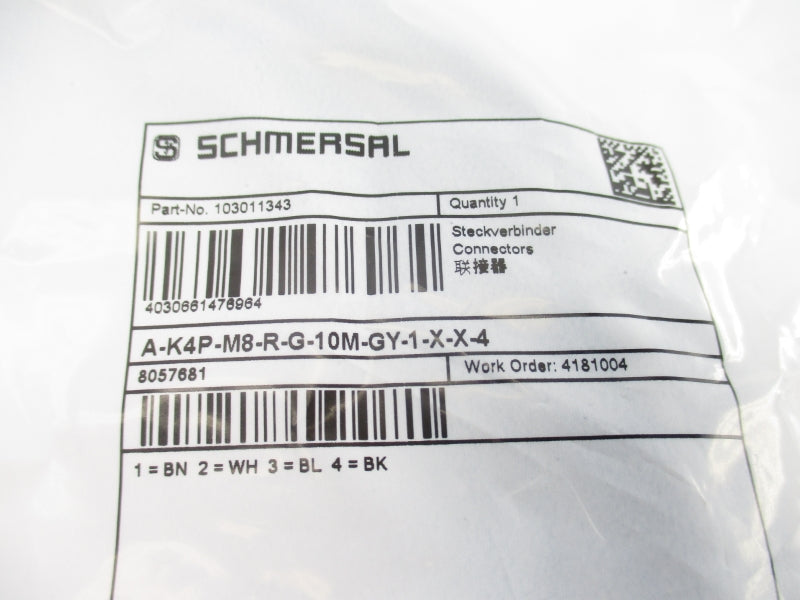 SCHMERSAL
Part-No. 103011343
Quantity 1
4030661476964
Steckverbinder
Connectors
联接器
A-K4P-M8-R-G-10M-GY-1-X-X-4
8057681
Work Order: 4181004
1 = BN 2 = WH 3 = BL 4 = BK